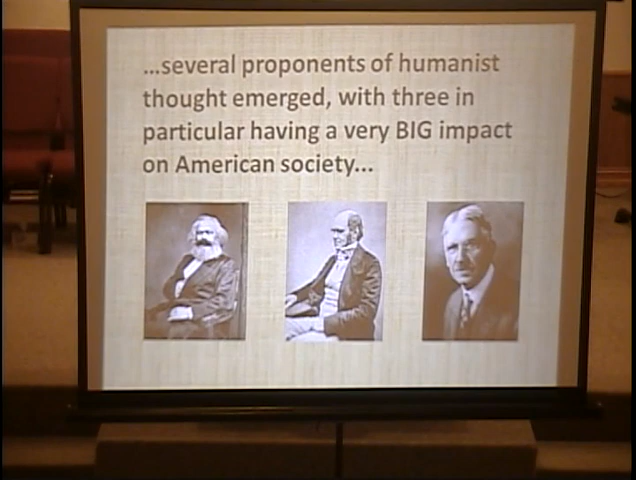 ...several proponents of humanist
thought emerged, with three in
particular having a very BIG impact
on American society...